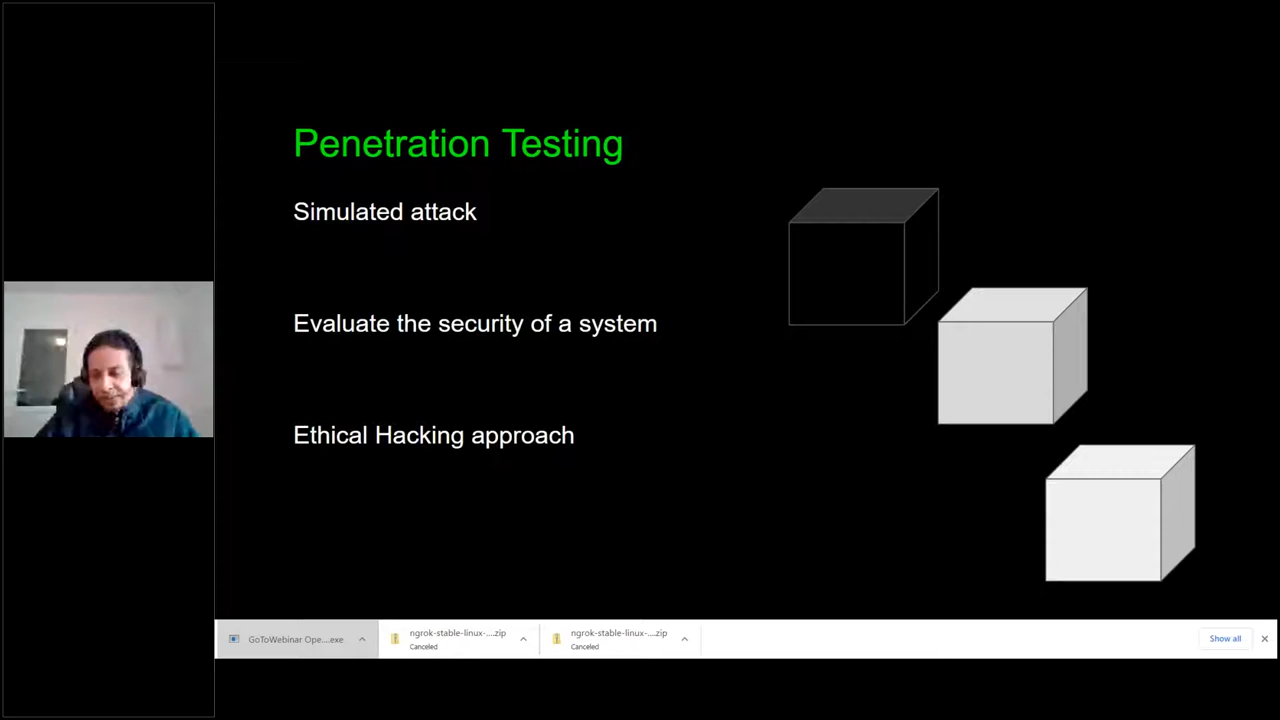 Penetration Testing
Simulated attack
Evaluate the security of a system
Ethical Hacking approach
GoToWebinar Ope....exe
ngrok-stable-linux-....zip
Canceled
ngrok-stable-linux-....zip
Canceled
Show all